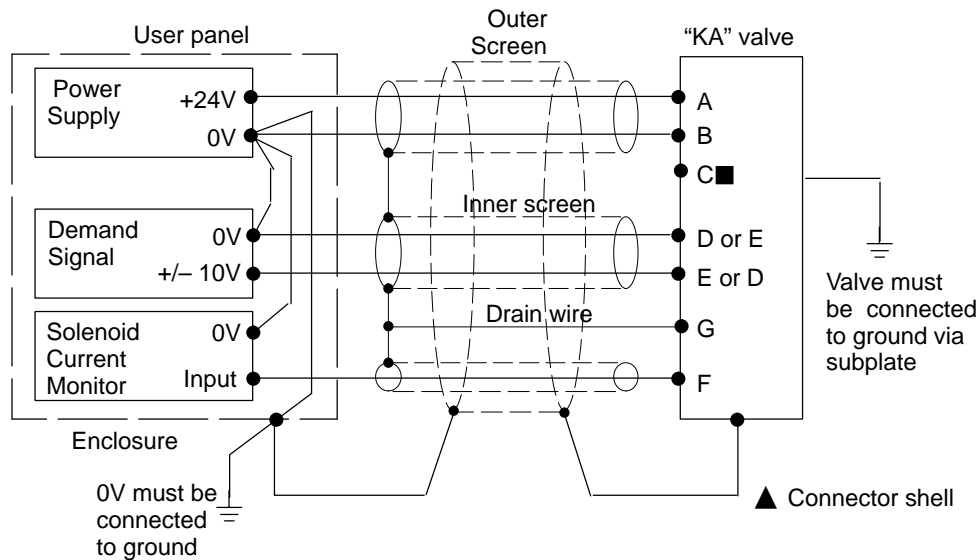 User panel
Outer
Screen
“KA” valve
Power
Supply
+24V
0V
A
B
C■
Inner screen
Demand
Signal
0V
+/– 10V
D or E
E or D
Valve must
be connected
to ground via
subplate
Drain wire
G
Solenoid
Current
Monitor
0V
Input
F
Enclosure
0V must be
connected
to ground
▲ Connector shell